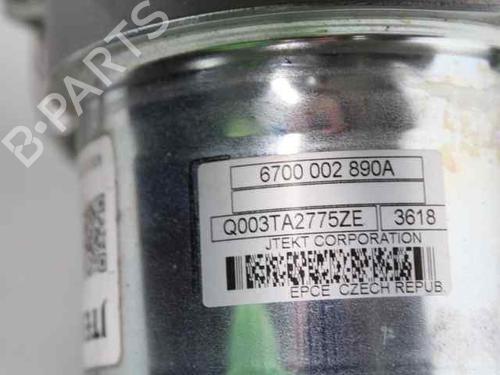 B-PARTS
6700 002 890A
Q003TA2775ZE 3618
JTEKT CORPORATION
EPCE CZECH REPUB.